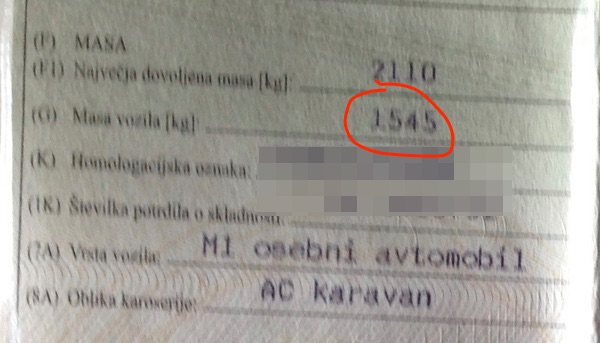 (F) MASA
(F1) Največja dovoljena masa [kg]: 2110
(G) Masa vozila [kg]: 1545
(K) Homologacijska oznaka:
(1K) Številka potrdila o skladnosti:
(?A) Vrsta vozila: M1 osebni avtomobil
(8A) Oblika karoserije: AC karavan